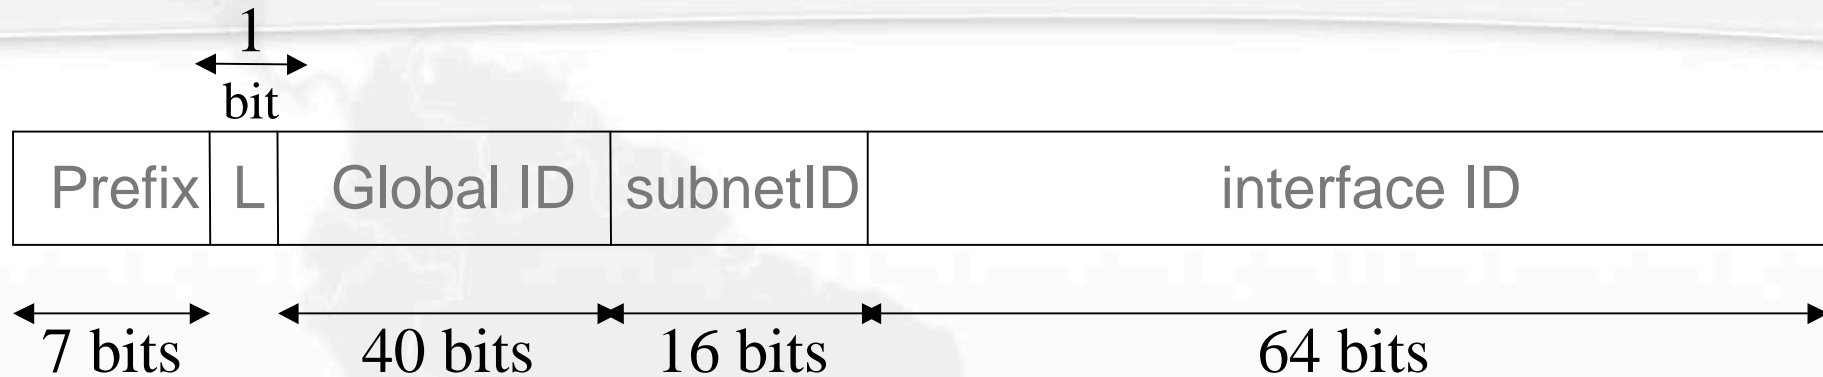 1
bit
Prefix L Global ID subnetID interface ID
7 bits 40 bits 16 bits 64 bits